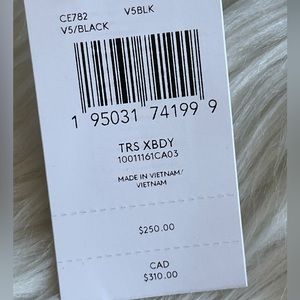 CE782 V5BLK
V5/BLACK
1 95031 74199 9
TRS XBDY
10011161CA03
MADE IN VIETNAM/
VIETNAM
$250.00
CAD
$310.00